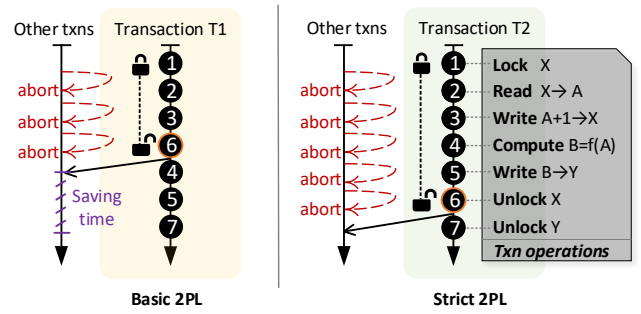 Other txns
Transaction T1
1
2
3
6
4
5
7
abort
abort
abort
Saving
time
Basic 2PL
Other txns
Transaction T2
1
2
3
4
5
6
7
abort
abort
abort
abort
Lock X
Read X→ A
Write A+1→X
Compute B=f(A)
Write B→Y
Unlock X
Unlock Y
Txn operations
Strict 2PL